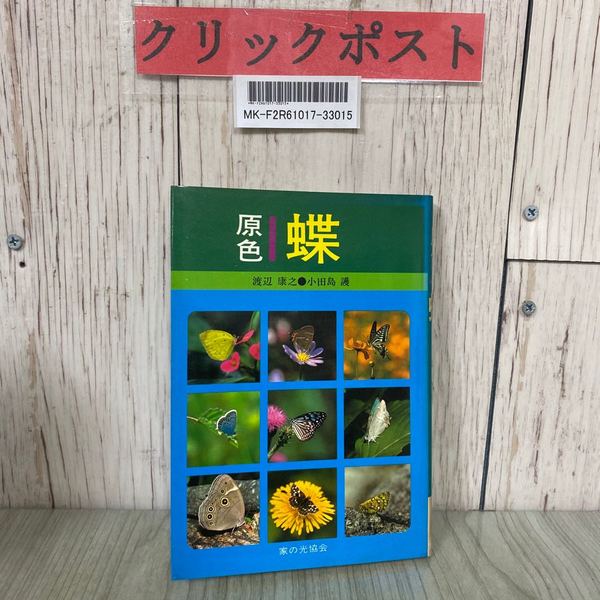 クリックポスト
MK-F2R61017-33015
原色 蝶
渡辺 康之●小田島 護
家の光協会